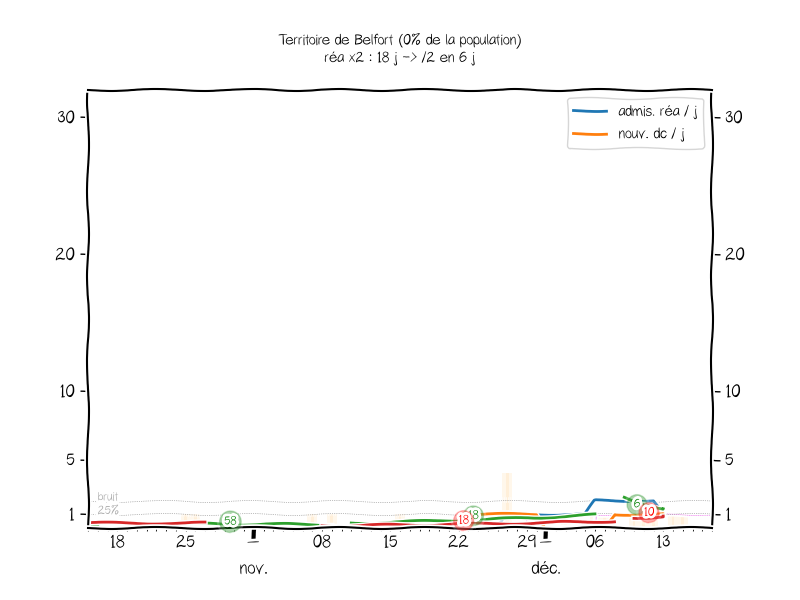 Territoire de Belfort (0% de la population)
réa x2 : 18 j -> /2 en 6 j
admis. réa / j
nouv. dc / j
30 30
20 20
10 10
5 5
bruit
25%
1 1
58 18 18 6 10
18 25 08 15 22 29 06 13
nov. déc.